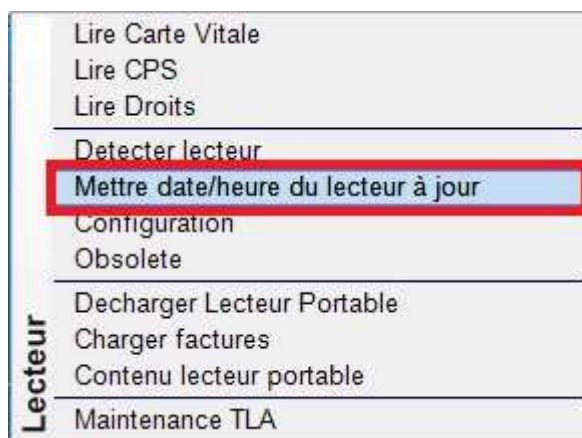 Lire Carte Vitale
Lire CPS
Lire Droits
Detecter lecteur
Mettre date/heure du lecteur à jour
Configuration
Obsolete
Decharger Lecteur Portable
Charger factures
Contenu lecteur portable
Maintenance TLA
Lecteur